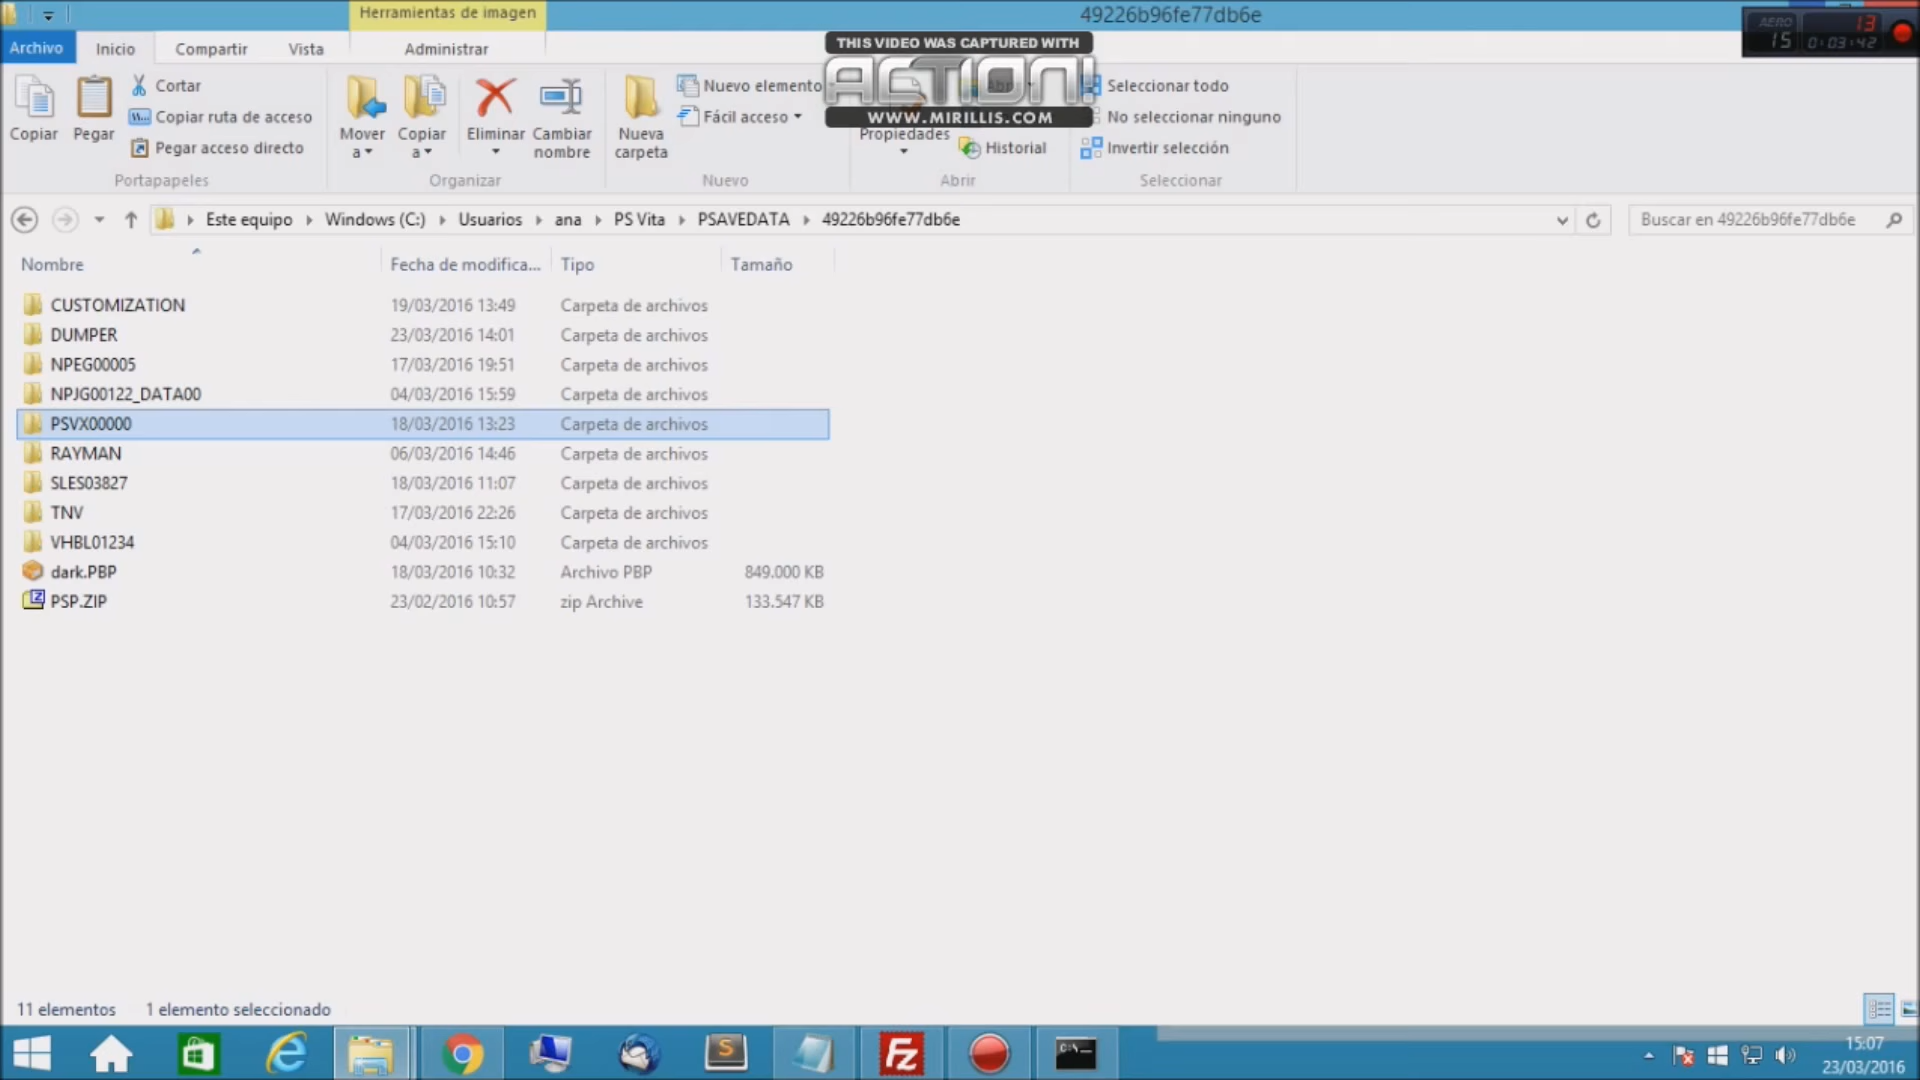 Herramientas de imagen
49226b96fe77db6e
AERO 15 13 0:03:42
Archivo Inicio Compartir Vista Administrar
THIS VIDEO WAS CAPTURED WITH
ACTION!
WWW.MIRILLIS.COM
Copiar
Pegar
Cortar
Copiar ruta de acceso
Pegar acceso directo
Portapapeles
Mover a
Copiar a
Eliminar
Cambiar nombre
Organizar
Nueva carpeta
Nuevo elemento
Fácil acceso
Nuevo
Propiedades
Historial
Abrir
Seleccionar todo
No seleccionar ninguno
Invertir selección
Seleccionar
Este equipo Windows (C:) Usuarios ana PS Vita PSAVEDATA 49226b96fe77db6e
Buscar en 49226b96fe77db6e
Nombre Fecha de modifica... Tipo Tamaño
CUSTOMIZATION 19/03/2016 13:49 Carpeta de archivos
DUMPER 23/03/2016 14:01 Carpeta de archivos
NPEG00005 17/03/2016 19:51 Carpeta de archivos
NPJG00122_DATA00 04/03/2016 15:59 Carpeta de archivos
PSVX00000 18/03/2016 13:23 Carpeta de archivos
RAYMAN 06/03/2016 14:46 Carpeta de archivos
SLES03827 18/03/2016 11:07 Carpeta de archivos
TNV 17/03/2016 22:26 Carpeta de archivos
VHBL01234 04/03/2016 15:10 Carpeta de archivos
dark.PBP 18/03/2016 10:32 Archivo PBP 849.000 KB
PSP.ZIP 23/02/2016 10:57 zip Archive 133.547 KB
11 elementos 1 elemento seleccionado
15:07
23/03/2016